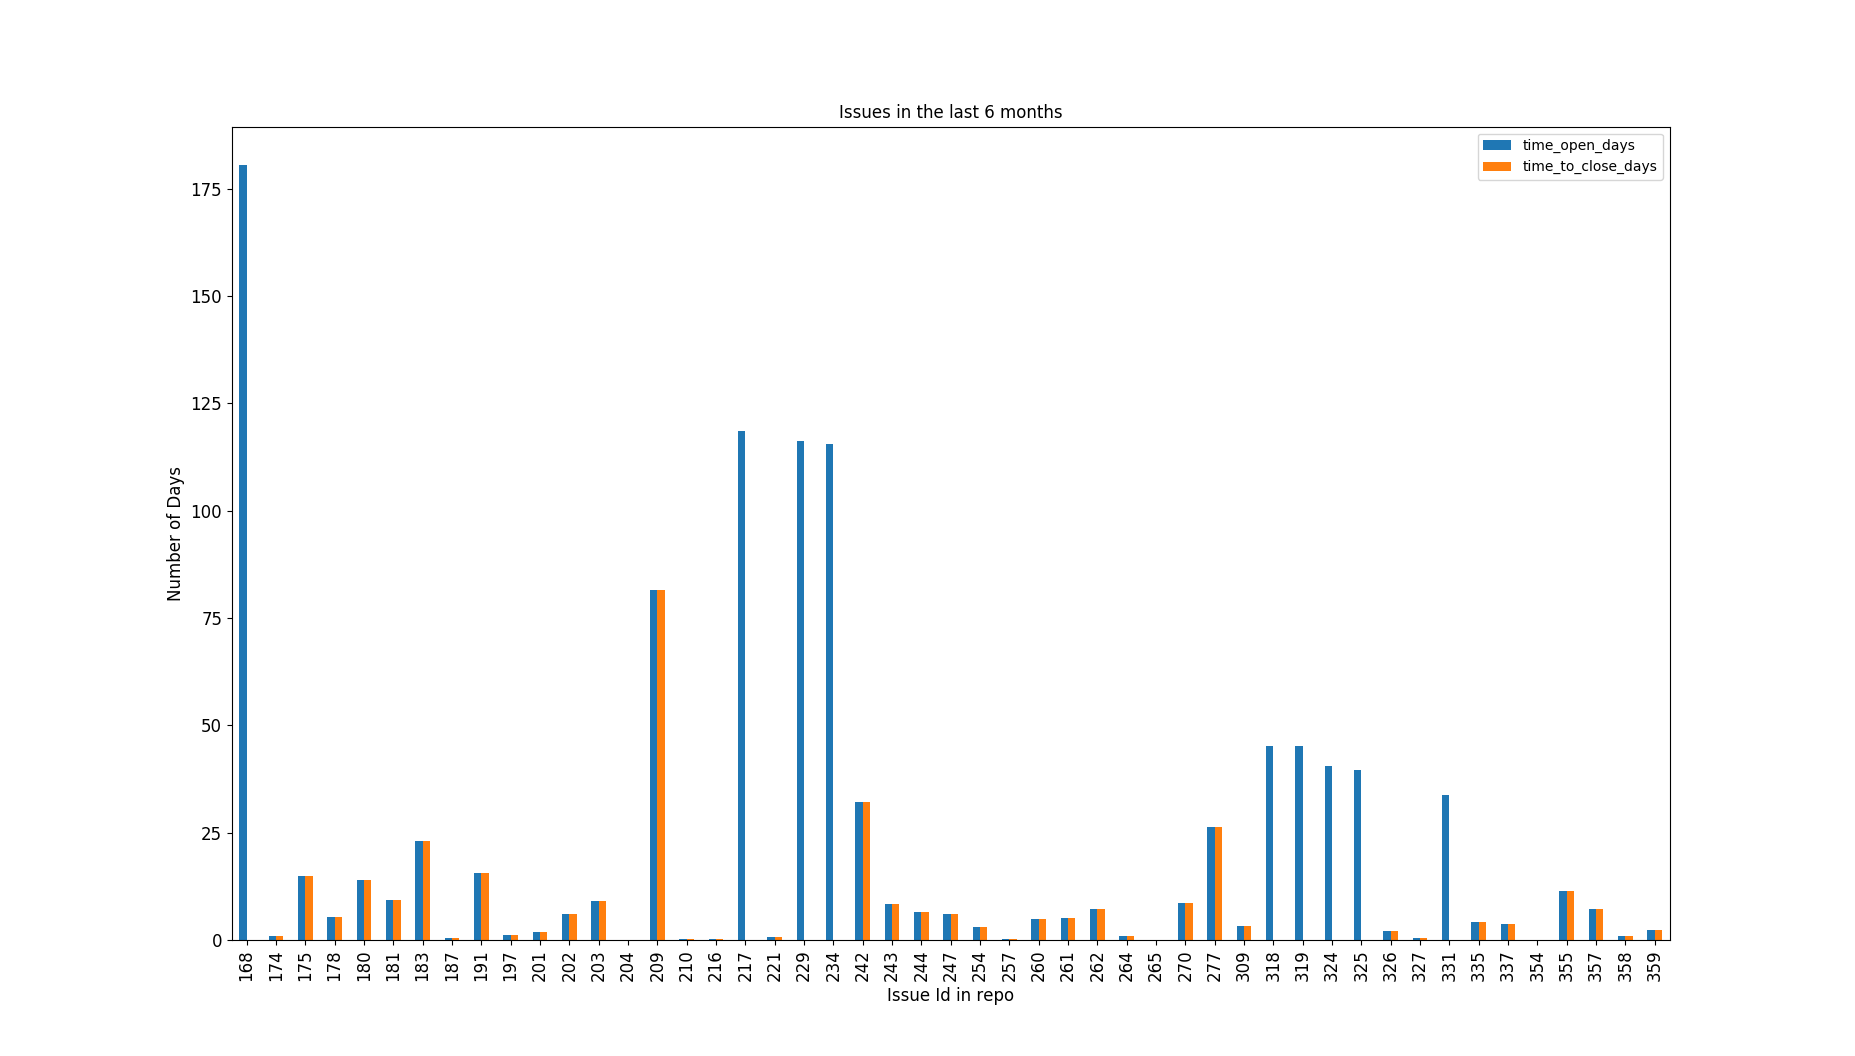 Issues in the last 6 months
time_open_days
time_to_close_days
175
150
125
100
75
50
25
0
Number of Days
168 174 175 178 180 181 183 187 191 197 201 202 203 204 209 210 216 217 221 229 234 242 243 244 247 254 257 260 261 262 264 265 270 277 309 318 319 324 325 326 327 331 335 337 354 355 357 358 359
Issue Id in repo